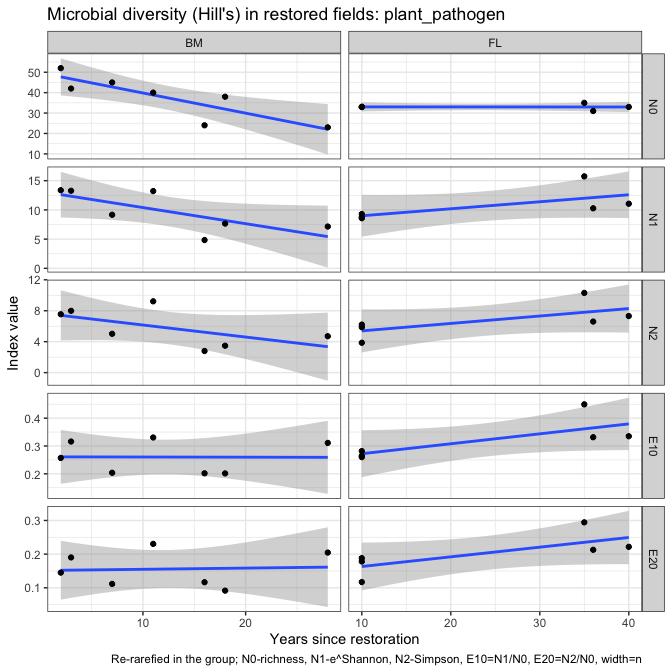 Microbial diversity (Hill's) in restored fields: plant_pathogen
BM
FL
50
40
30
20
10
N0
15
10
5
0
N1
12
8
4
0
N2
0.4
0.3
0.2
E10
0.3
0.2
0.1
E20
10
20
10
20
30
40
Index value
Years since restoration
Re-rarefied in the group; N0-richness, N1-e^Shannon, N2-Simpson, E10=N1/N0, E20=N2/N0, width=n